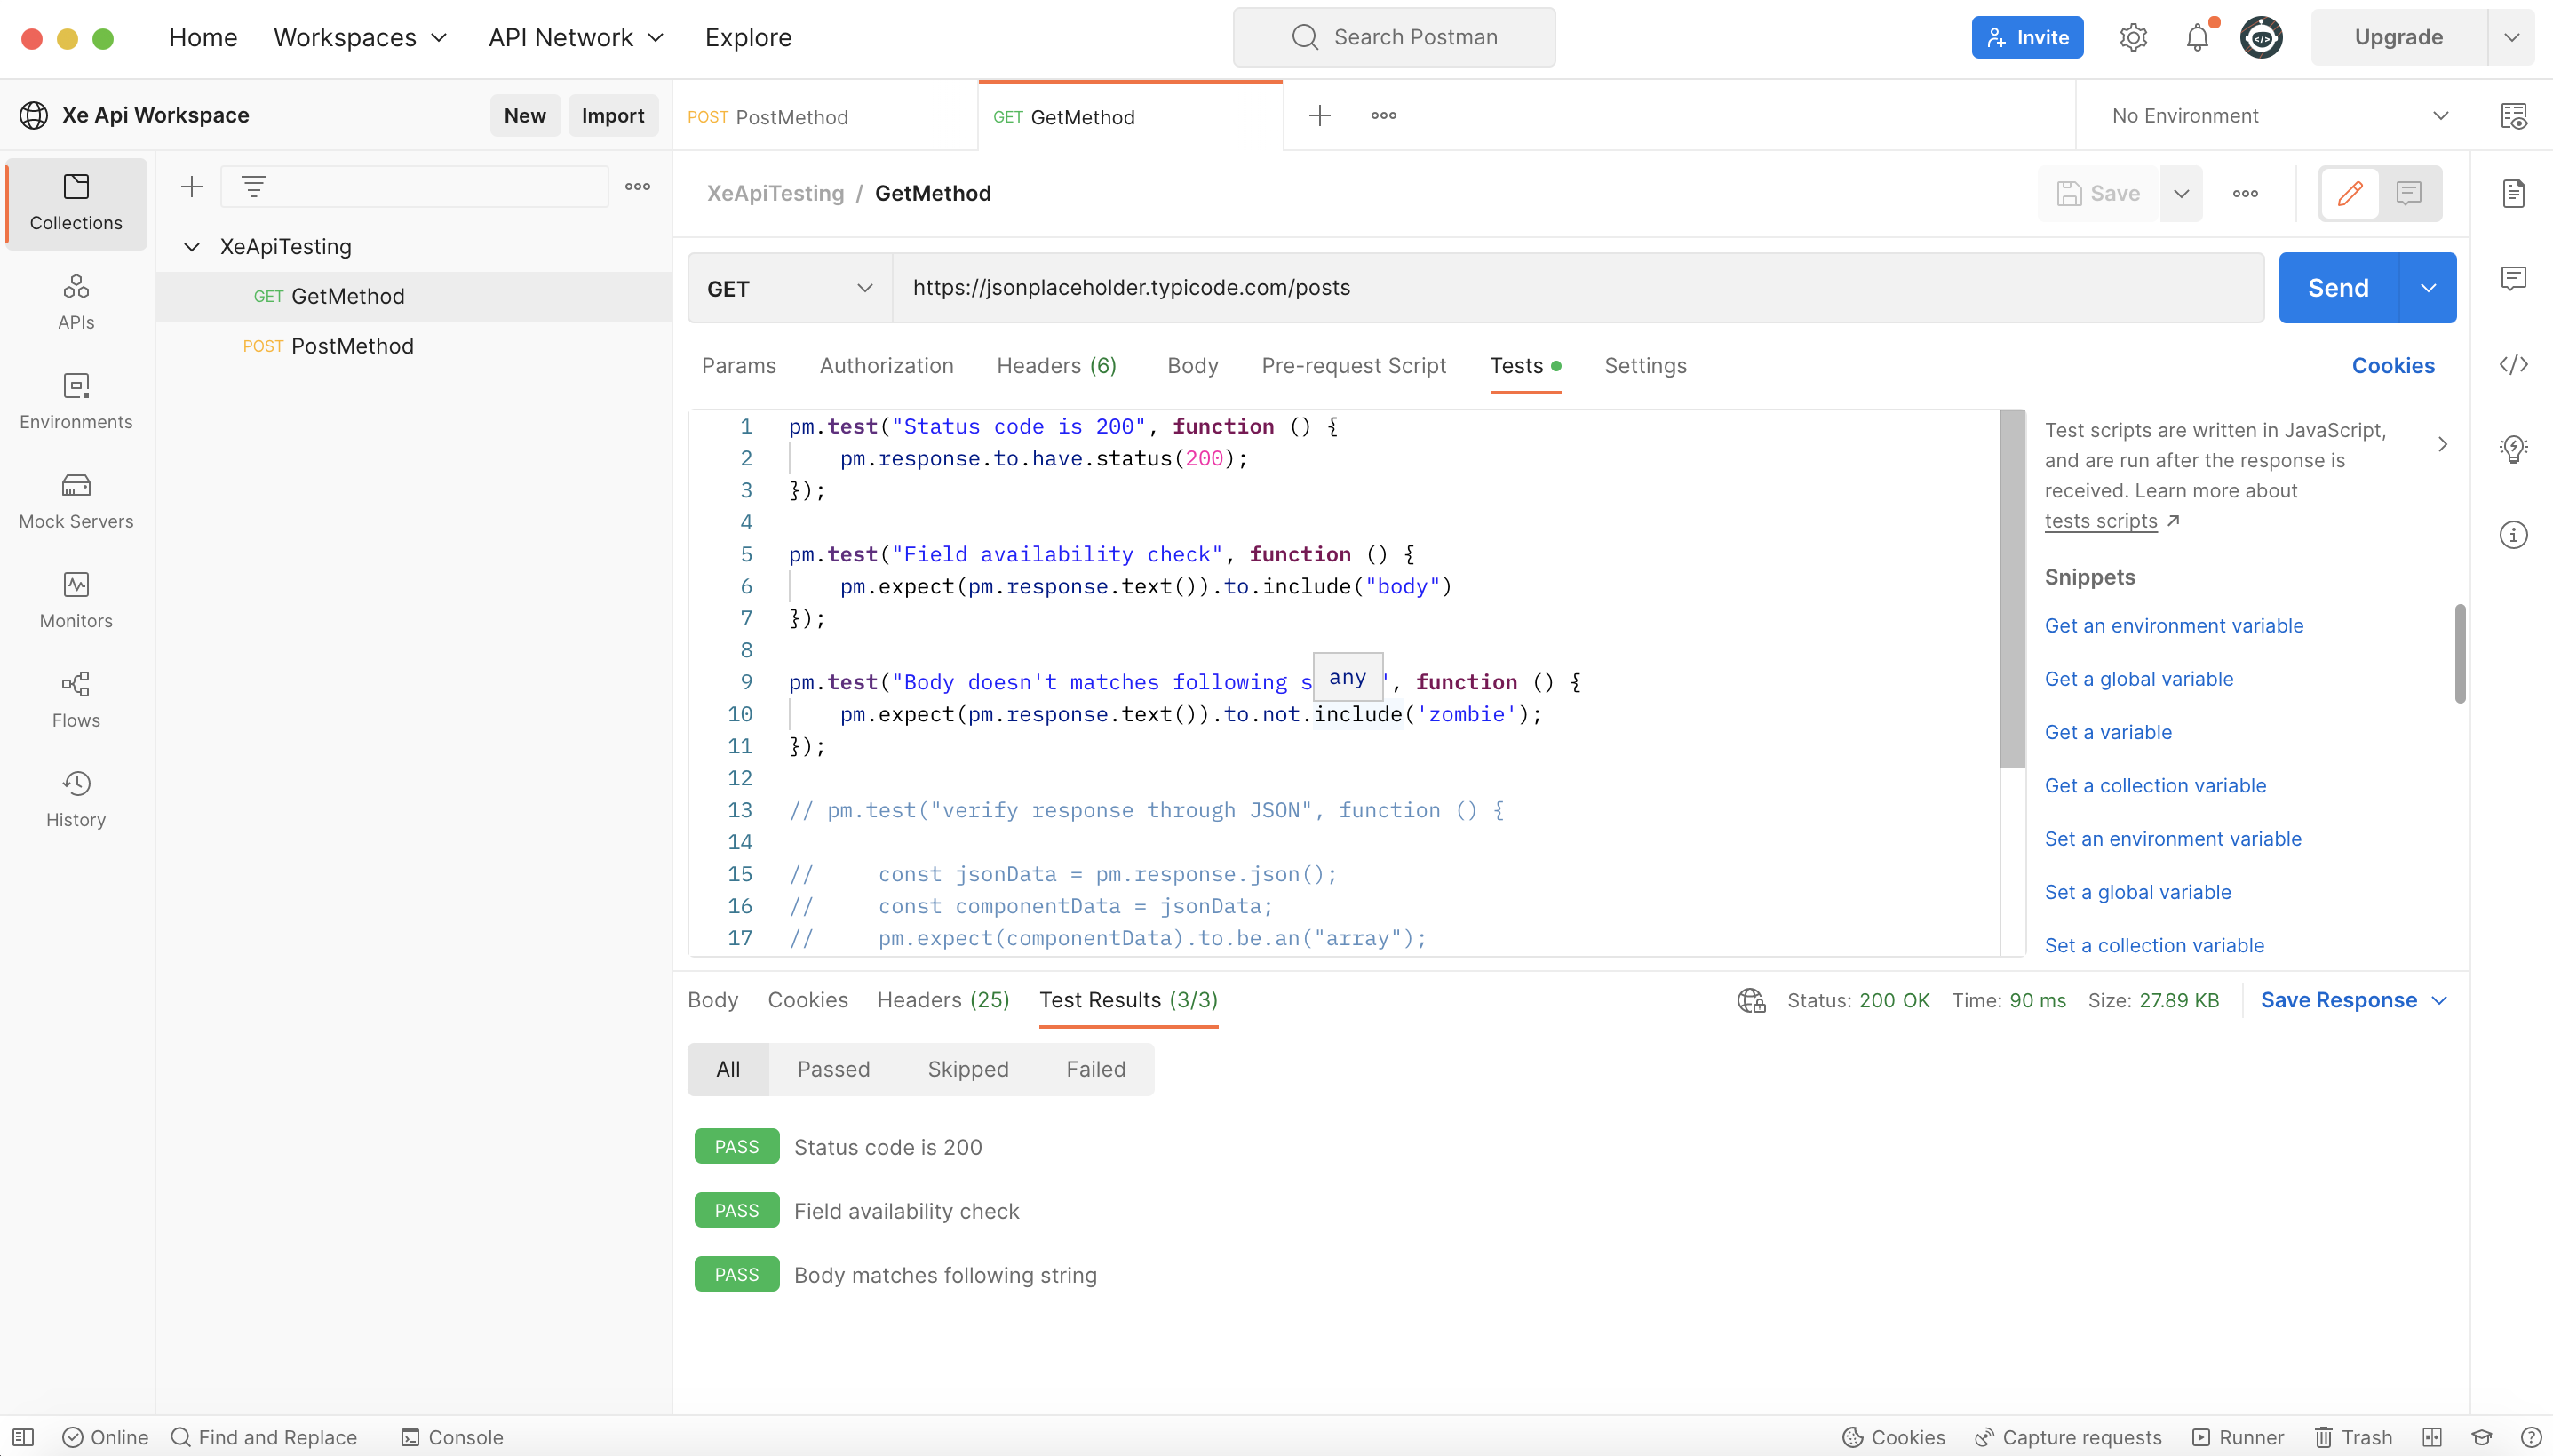 Home Workspaces API Network Explore Search Postman Invite Upgrade
Xe Api Workspace New Import POST PostMethod GET GetMethod No Environment
Collections
APIs
Environments
Mock Servers
Monitors
Flows
History
XeApiTesting
GET GetMethod
POST PostMethod
XeApiTesting / GetMethod Save
GET https://jsonplaceholder.typicode.com/posts Send
Params Authorization Headers (6) Body Pre-request Script Tests Settings Cookies
1 pm.test("Status code is 200", function () {
2 pm.response.to.have.status(200);
3 });
4
5 pm.test("Field availability check", function () {
6 pm.expect(pm.response.text()).to.include("body")
7 });
8
any
9 pm.test("Body doesn't matches following ', function () {
10 pm.expect(pm.response.text()).to.not.include('zombie');
11 });
12
13 // pm.test("verify response through JSON", function () {
14
15 // const jsonData = pm.response.json();
16 // const componentData = jsonData;
17 // pm.expect(componentData).to.be.an("array");
Test scripts are written in JavaScript,
and are run after the response is
received. Learn more about
tests scripts
Snippets
Get an environment variable
Get a global variable
Get a variable
Get a collection variable
Set an environment variable
Set a global variable
Set a collection variable
Body Cookies Headers (25) Test Results (3/3) Status: 200 OK Time: 90 ms Size: 27.89 KB Save Response
All Passed Skipped Failed
PASS Status code is 200
PASS Field availability check
PASS Body matches following string
Online Find and Replace Console Cookies Capture requests Runner Trash